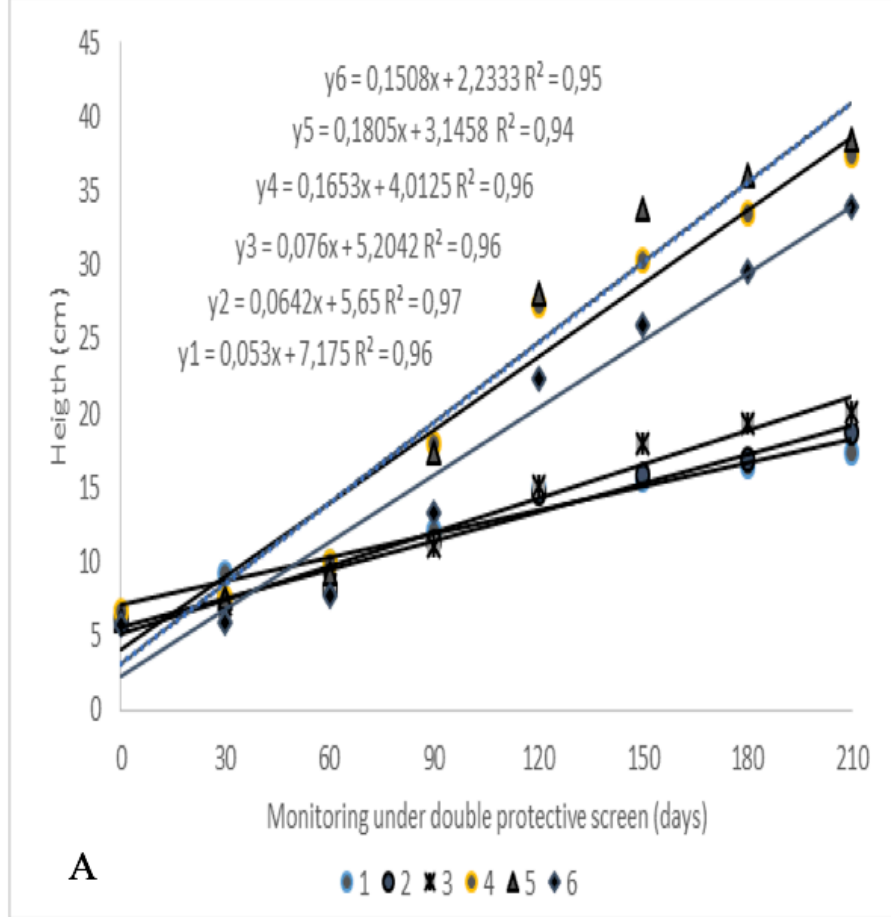 45
40
35
30
25
20
15
10
5
0
Heigth (cm)
y6 = 0,1508x + 2,2333 R² = 0,95
y5 = 0,1805x + 3,1458 R² = 0,94
y4 = 0,1653x + 4,0125 R² = 0,96
y3 = 0,076x + 5,2042 R² = 0,96
y2 = 0,0642x + 5,65 R² = 0,97
y1 = 0,053x + 7,175 R² = 0,96
0 30 60 90 120 150 180 210
Monitoring under double protective screen (days)
A
1 2 3 4 5 6